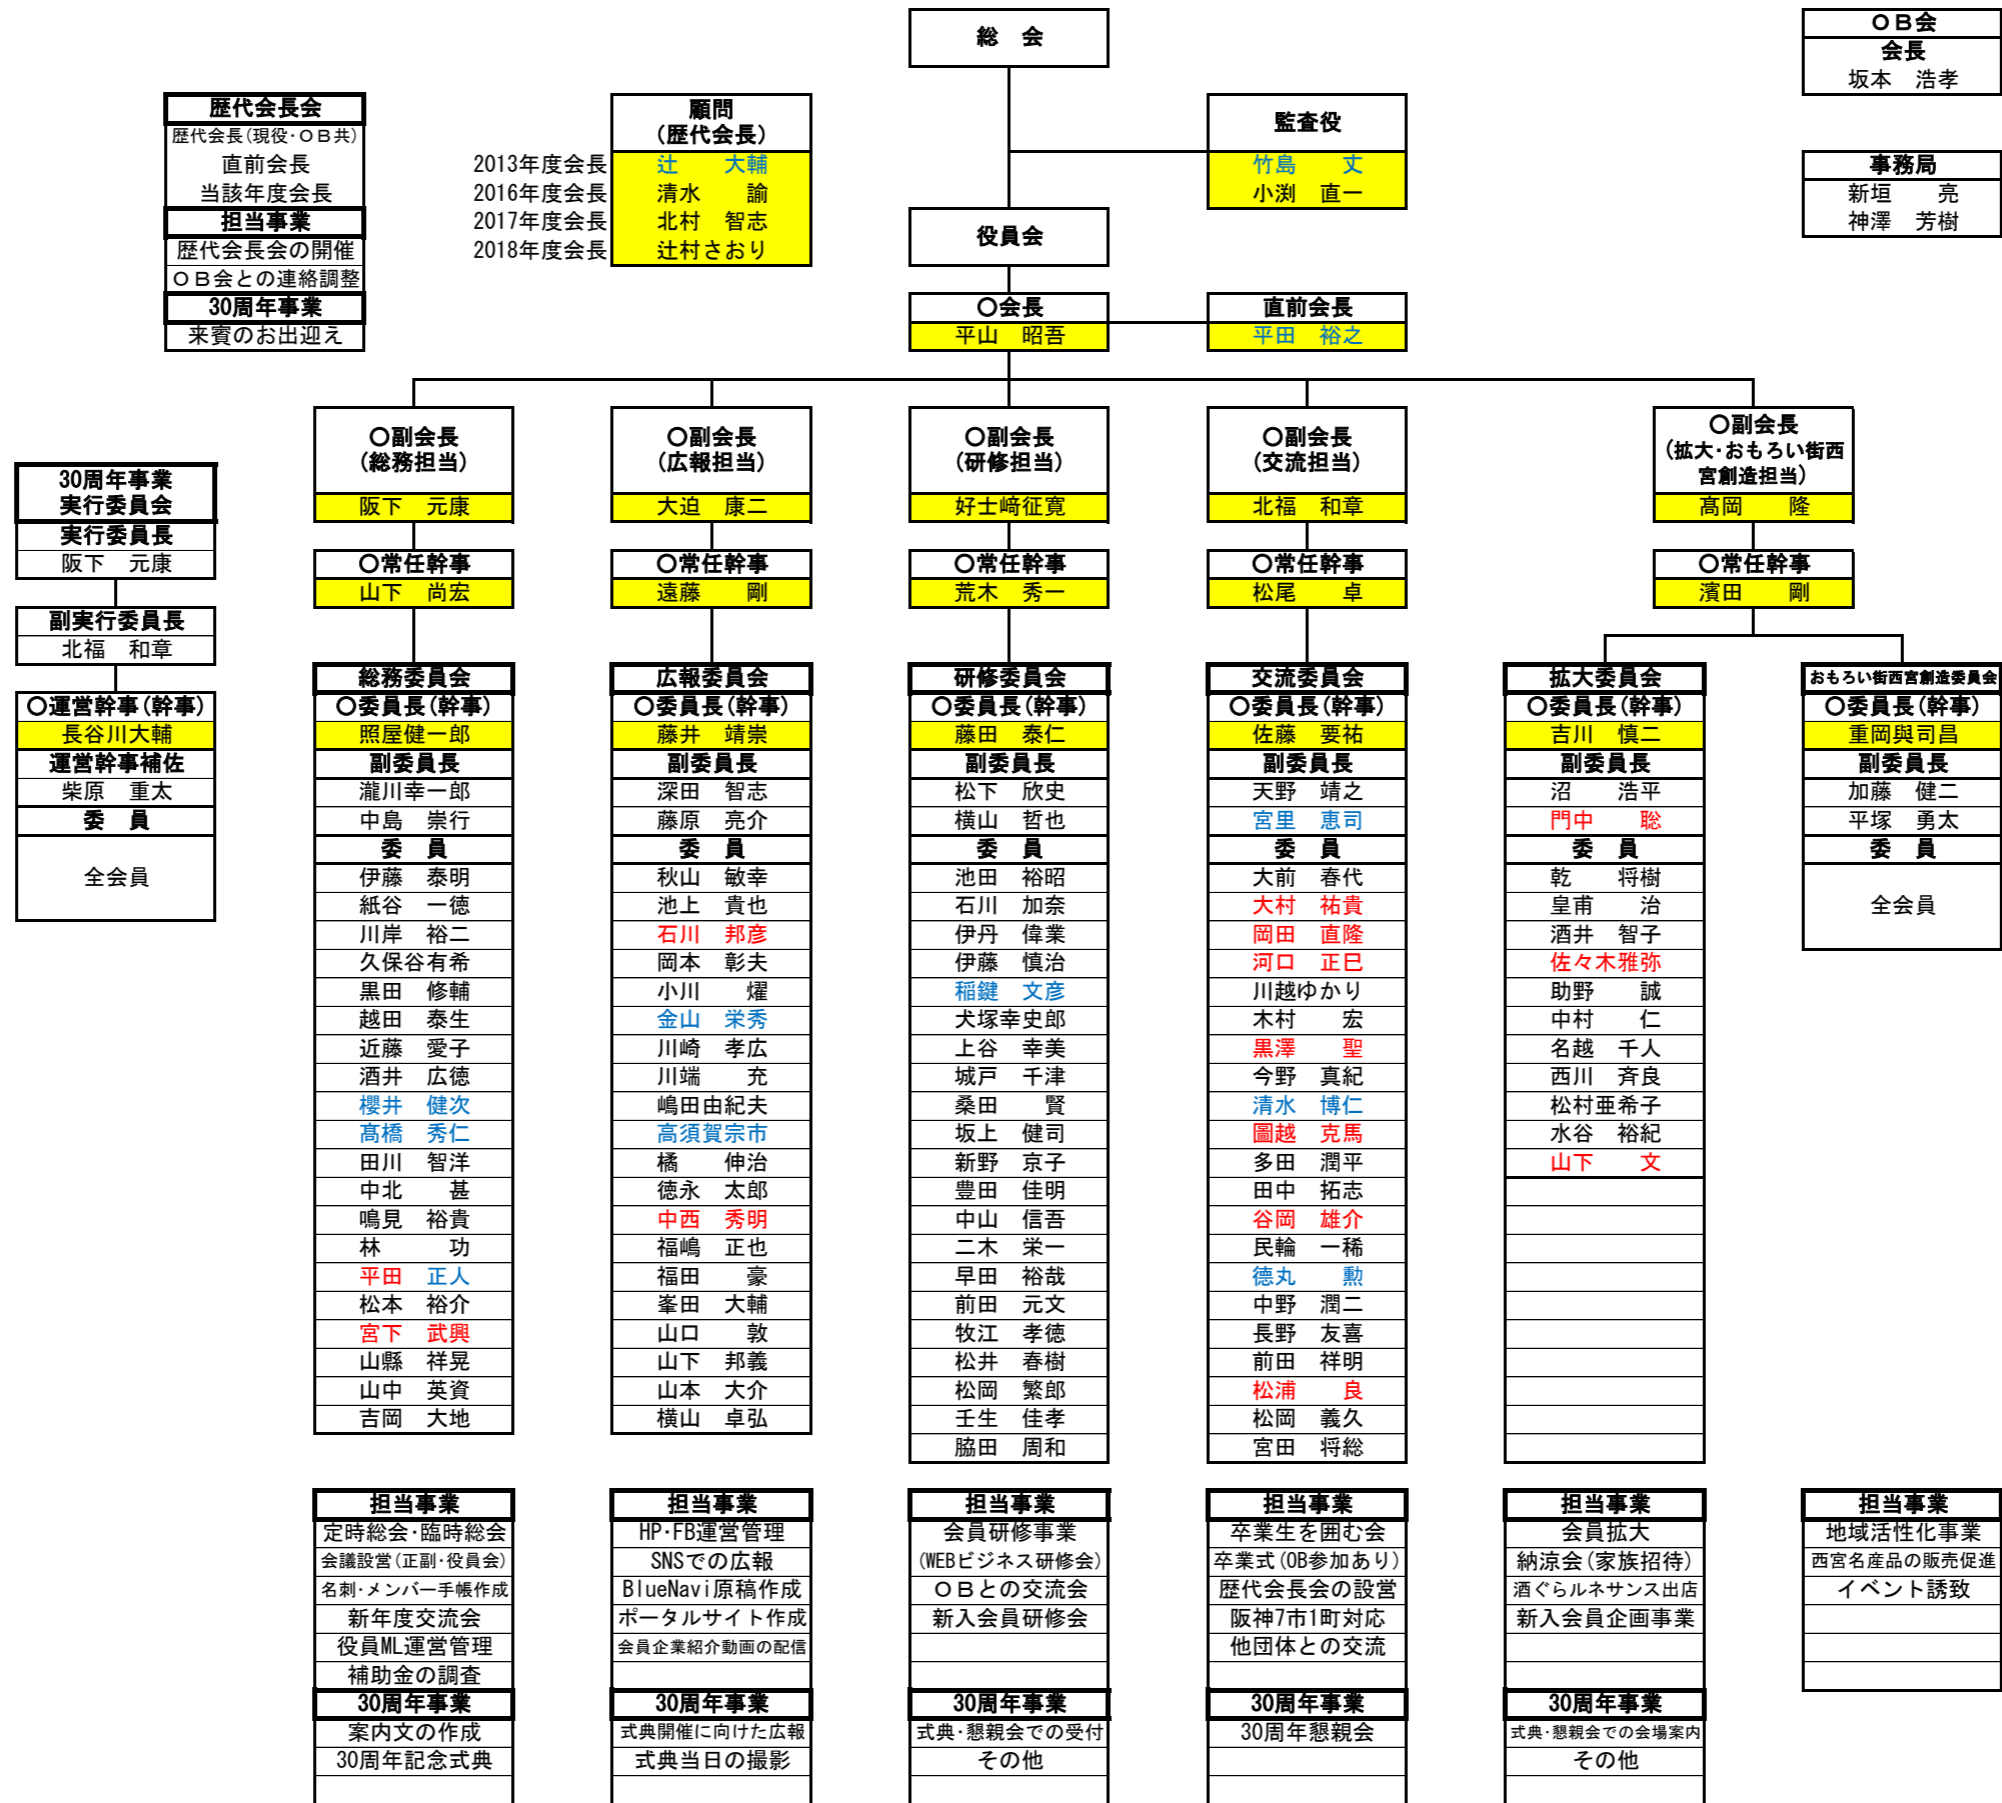 総　会
ＯＢ会
会長
坂本　浩孝
歴代会長会
歴代会長(現役・ＯＢ共)
直前会長
当該年度会長
担当事業
歴代会長会の開催
ＯＢ会との連絡調整
30周年事業
来賓のお出迎え
顧問
(歴代会長)
2013年度会長　辻　　大輔
2016年度会長　清水　　諭
2017年度会長　北村　智志
2018年度会長　辻村さおり
監査役
竹島　　丈
小渕　直一
事務局
新垣　　亮
神澤　芳樹
役員会
〇会長
平山　昭吾
直前会長
平田　裕之
30周年事業
実行委員会
実行委員長
阪下　元康
副実行委員長
北福　和章
〇運営幹事(幹事)
長谷川大輔
運営幹事補佐
柴原　重太
委　員
全会員
〇副会長
(総務担当)
阪下　元康
〇常任幹事
山下　尚宏
総務委員会
〇委員長(幹事)
照屋健一郎
副委員長
瀧川幸一郎
中島　崇行
委　員
伊藤　泰明
紙谷　一徳
川岸　裕二
久保谷有希
黒田　修輔
越田　泰生
近藤　愛子
酒井　広徳
櫻井　健次
髙橋　秀仁
田川　智洋
中北　　甚
鳴見　裕貴
林　　　功
平田　正人
松本　裕介
宮下　武興
山縣　祥晃
山中　英資
吉岡　大地
担当事業
定時総会・臨時総会
会議設営(正副・役員会)
名刺・メンバー手帳作成
新年度交流会
役員ML運営管理
補助金の調査
30周年事業
案内文の作成
30周年記念式典
〇副会長
(広報担当)
大迫　康二
〇常任幹事
遠藤　　剛
広報委員会
〇委員長(幹事)
藤井　靖崇
副委員長
深田　智志
藤原　亮介
委　員
秋山　敏幸
池上　貴也
石川　邦彦
岡本　彰夫
小川　　燿
金山　栄秀
川崎　孝広
川端　　充
嶋田由紀夫
高須賀宗市
橘　　伸治
徳永　太郎
中西　秀明
福嶋　正也
福田　　豪
峯田　大輔
山口　　敦
山下　邦義
山本　大介
横山　卓弘
担当事業
HP・FB運営管理
SNSでの広報
BlueNavi原稿作成
ポータルサイト作成
会員企業紹介動画の配信
30周年事業
式典開催に向けた広報
式典当日の撮影
〇副会長
(研修担当)
好士﨑征寛
〇常任幹事
荒木　秀一
研修委員会
〇委員長(幹事)
藤田　泰仁
副委員長
松下　欣史
横山　哲也
委　員
池田　裕昭
石川　加奈
伊丹　偉業
伊藤　慎治
稲鍵　文彦
犬塚幸史郎
上谷　幸美
城戸　千津
桑田　　賢
坂上　健司
新野　京子
豊田　佳明
中山　信吾
二木　栄一
早田　裕哉
前田　元文
牧江　孝徳
松井　春樹
松岡　繁郎
壬生　佳孝
脇田　周和
担当事業
会員研修事業
(WEBビジネス研修会)
ＯＢとの交流会
新入会員研修会
30周年事業
式典・懇親会での受付
その他
〇副会長
(交流担当)
北福　和章
〇常任幹事
松尾　　卓
交流委員会
〇委員長(幹事)
佐藤　要祐
副委員長
天野　靖之
宮里　恵司
委　員
大前　春代
大村　祐貴
岡田　直隆
河口　正巳
川越ゆかり
木村　　宏
黒澤　　聖
今野　真紀
清水　博仁
圖越　克馬
多田　潤平
田中　拓志
谷岡　雄介
民輪　一稀
德丸　　勲
中野　潤二
長野　友喜
前田　祥明
松浦　　良
松岡　義久
宮田　将総
担当事業
卒業生を囲む会
卒業式(OB参加あり)
歴代会長会の設営
阪神7市1町対応
他団体との交流
30周年事業
30周年懇親会
〇副会長
(拡大・おもろい街西
宮創造担当)
髙岡　　隆
〇常任幹事
濱田　　剛
拡大委員会
〇委員長(幹事)
吉川　慎二
副委員長
沼　　浩平
門中　　聡
委　員
乾　　将樹
皇甫　　治
酒井　智子
佐々木雅弥
助野　　誠
中村　　仁
名越　千人
西川　斉良
松村亜希子
水谷　裕紀
山下　　文
担当事業
会員拡大
納涼会(家族招待)
酒ぐらルネサンス出店
新入会員企画事業
30周年事業
式典・懇親会での会場案内
その他
おもろい街西宮創造委員会
〇委員長(幹事)
重岡與司昌
副委員長
加藤　健二
平塚　勇太
委　員
全会員
担当事業
地域活性化事業
西宮名産品の販売促進
イベント誘致